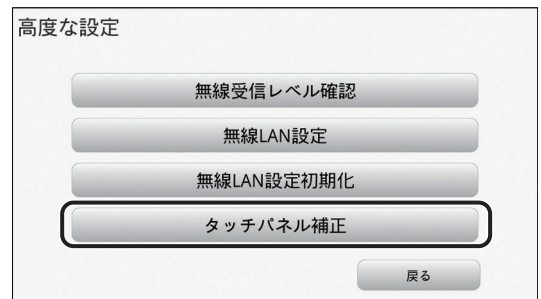 高度な設定
無線受信レベル確認
無線LAN設定
無線LAN設定初期化
タッチパネル補正
戻る